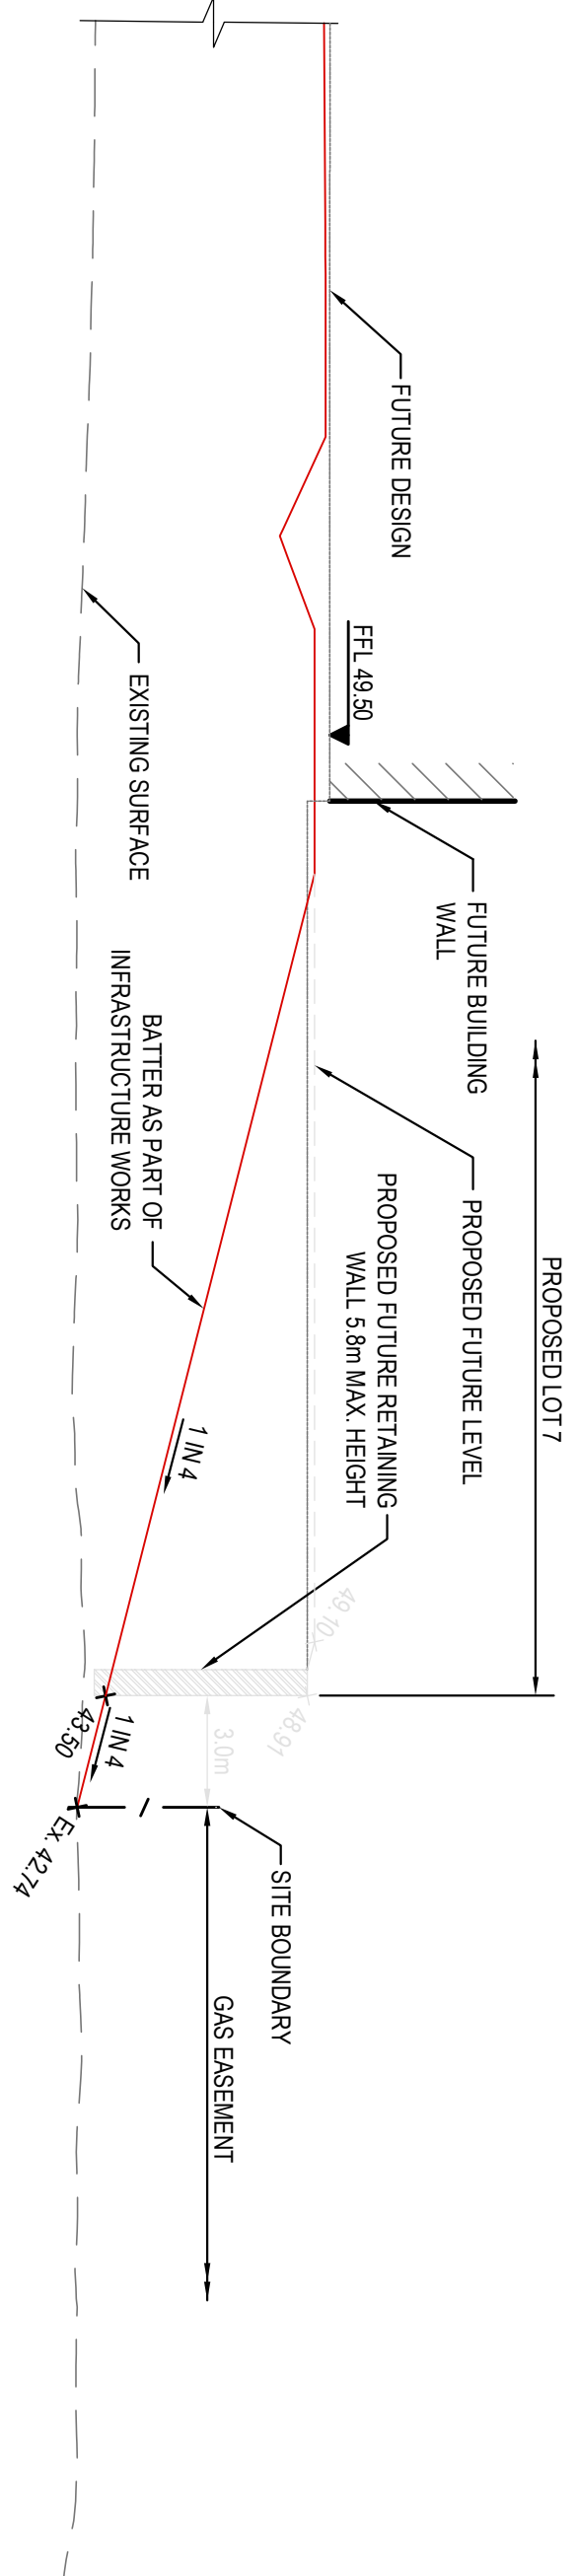 FUTURE DESIGN
FFL 49.50
EXISTING SURFACE
FUTURE BUILDING
WALL
BATTER AS PART OF
INFRASTRUCTURE WORKS
PROPOSED LOT 7
PROPOSED FUTURE LEVEL
PROPOSED FUTURE RETAINING
WALL 5.8m MAX. HEIGHT
1 IN 4
49.10
48.91
3.0m
43.50
1 IN 4
Ex. 42.74
SITE BOUNDARY
GAS EASEMENT